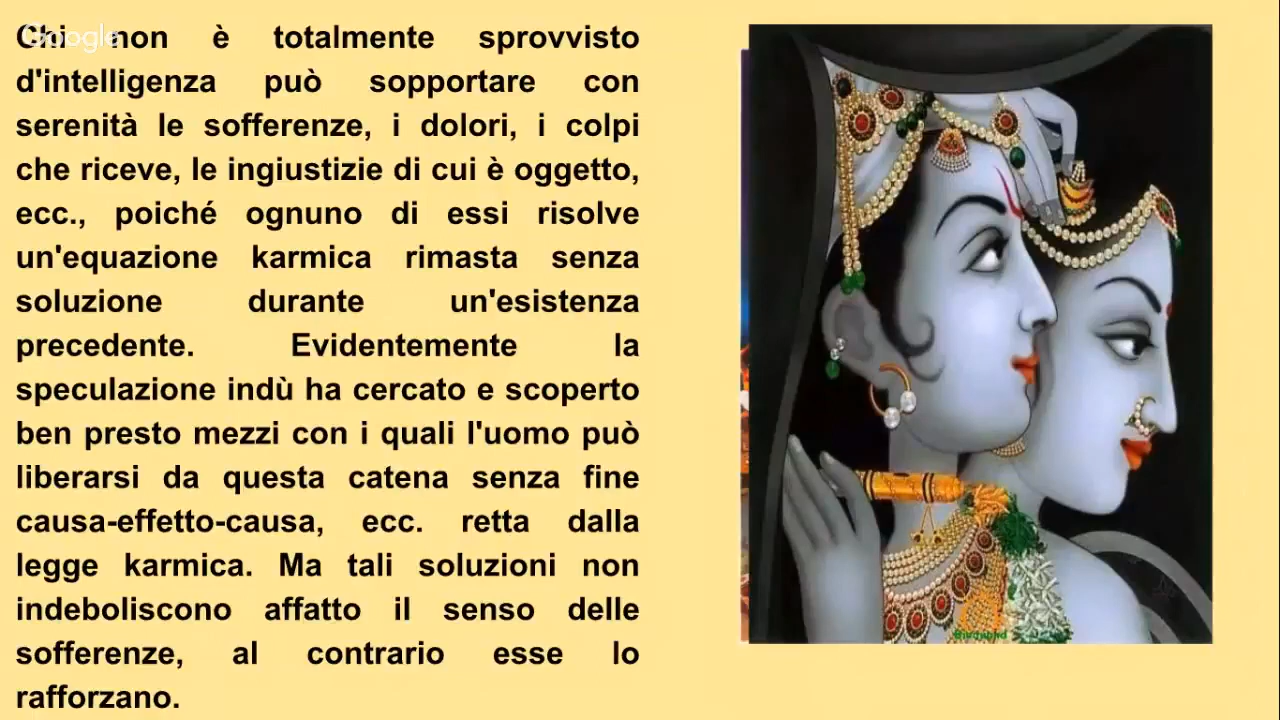 Google
Chi non è totalmente sprovvisto
d'intelligenza può sopportare con
serenità le sofferenze, i dolori, i colpi
che riceve, le ingiustizie di cui è oggetto,
ecc., poiché ognuno di essi risolve
un'equazione karmica rimasta senza
soluzione durante un'esistenza
precedente. Evidentemente la
speculazione indù ha cercato e scoperto
ben presto mezzi con i quali l'uomo può
liberarsi da questa catena senza fine
causa-effetto-causa, ecc. retta dalla
legge karmica. Ma tali soluzioni non
indeboliscono affatto il senso delle
sofferenze, al contrario esse lo
rafforzano.